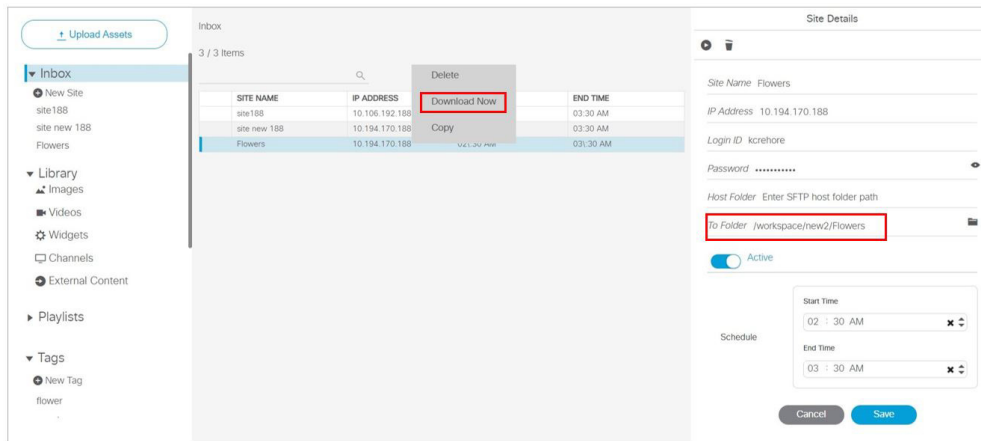 Upload Assets
Inbox
New Site
site188
site new 188
Flowers
Library
Images
Videos
Widgets
Channels
External Content
Playlists
Tags
New Tag
flower
Inbox
3 / 3 Items
SITE NAME IP ADDRESS END TIME
site188 10.106.192.188 03:30 AM
site new 188 10.194.170.188 03:30 AM
Flowers 10.194.170.188 02\:30 AM 03\:30 AM
Delete
Download Now
Copy
Site Details
Site Name Flowers
IP Address 10.194.170.188
Login ID kcrehore
Password ...........
Host Folder Enter SFTP host folder path
To Folder /workspace/new2/Flowers
Active
Schedule
Start Time
02 : 30 AM
End Time
03 : 30 AM
Cancel Save